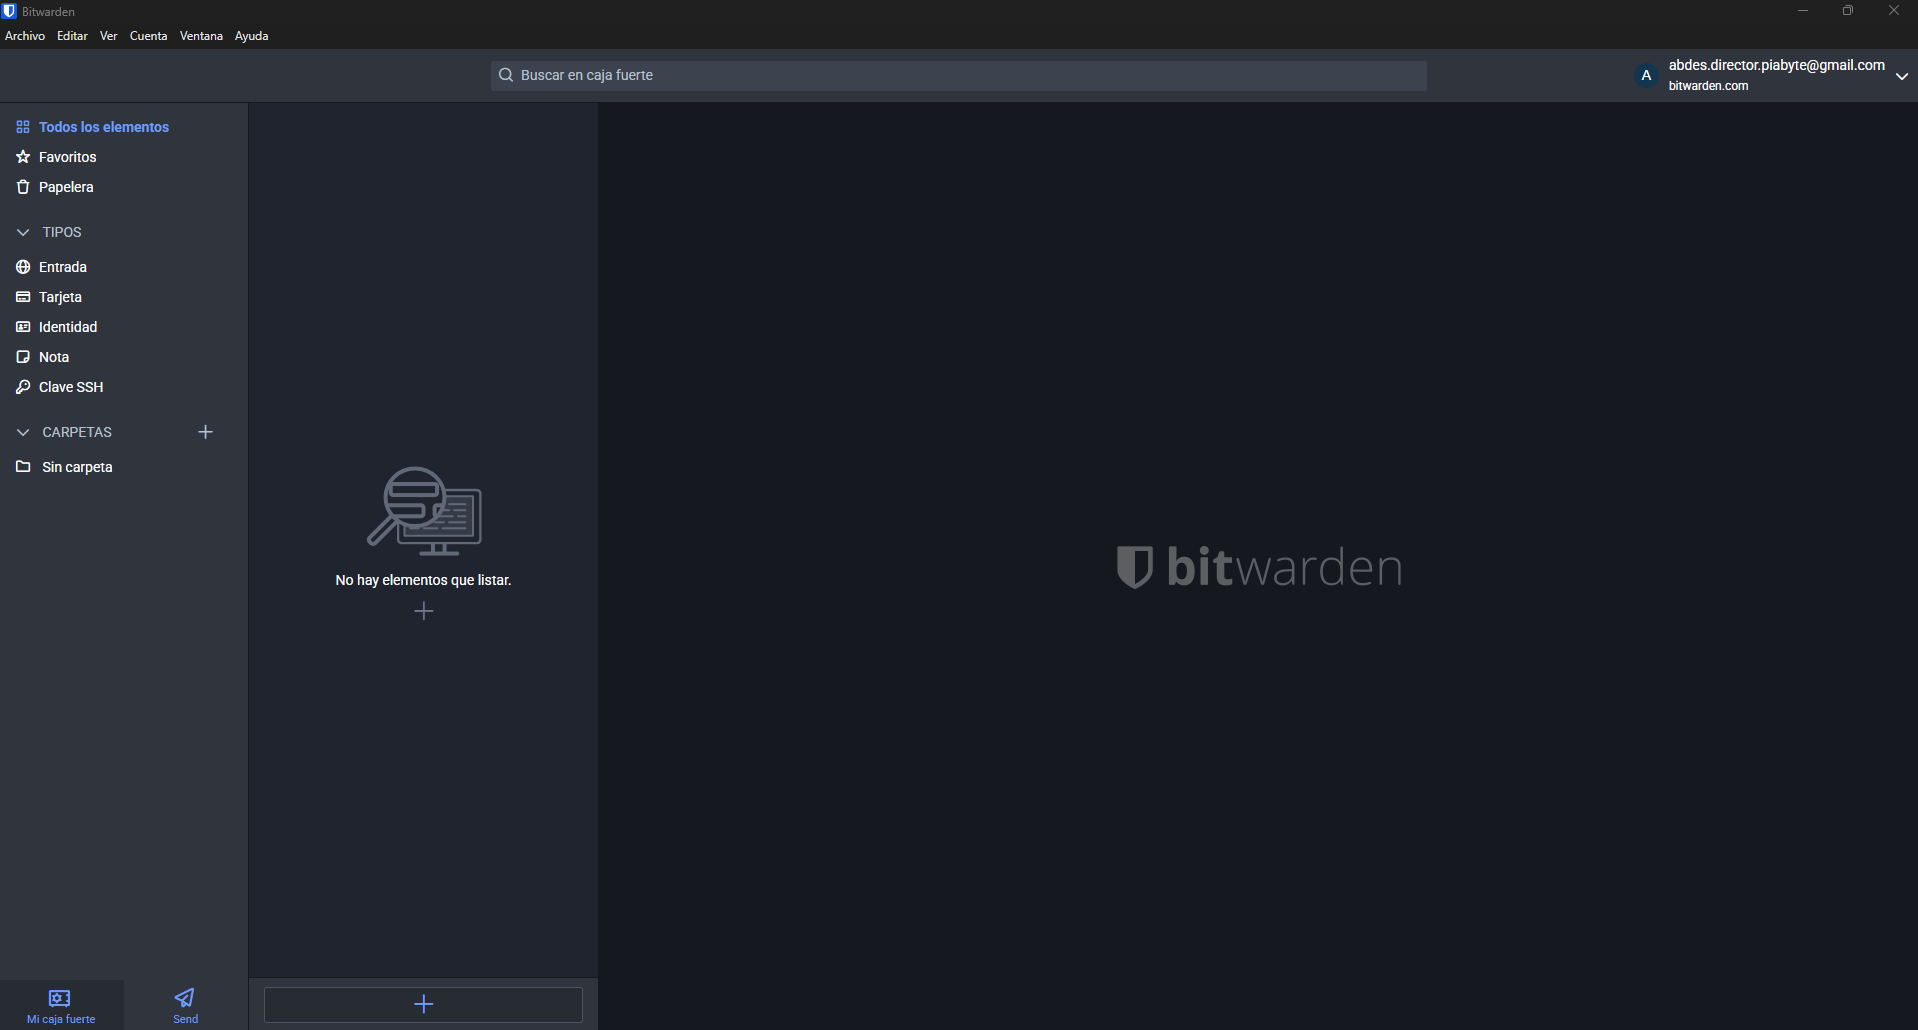 Bitwarden
Archivo Editar Ver Cuenta Ventana Ayuda
Buscar en caja fuerte
A
abdes.director.piabyte@gmail.com
bitwarden.com
Todos los elementos
Favoritos
Papelera
TIPOS
Entrada
Tarjeta
Identidad
Nota
Clave SSH
CARPETAS
Sin carpeta
No hay elementos que listar.
bitwarden
Mi caja fuerte
Send